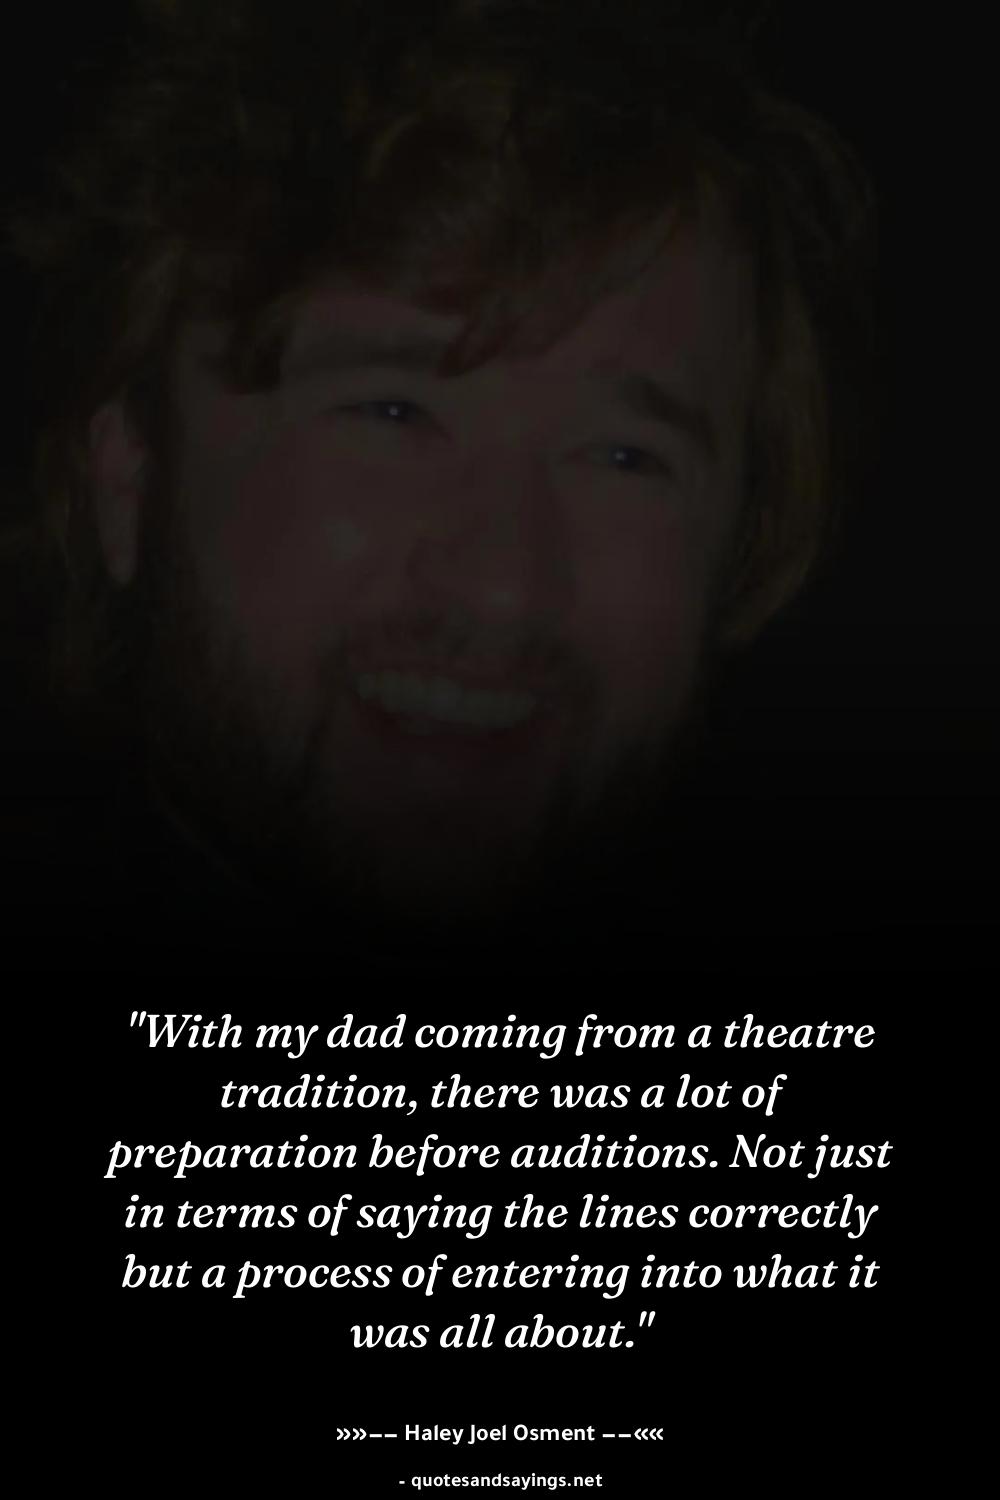 "With my dad coming from a theatre
tradition, there was a lot of
preparation before auditions. Not just
in terms of saying the lines correctly
but a process of entering into what it
was all about."
»»−− Haley Joel Osment −−««
- quotesandsayings.net